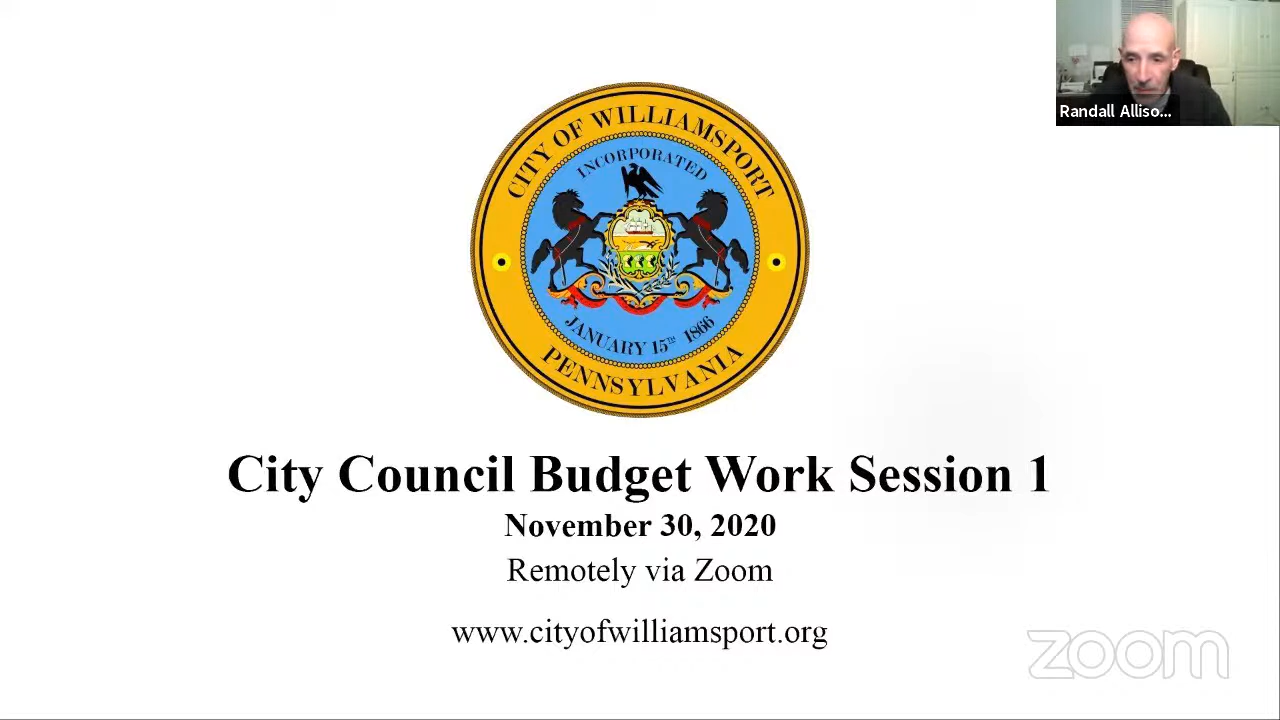 Randall Alliso...
CITY OF WILLIAMSPORT
INCORPORATED
JANUARY 15TH 1866
PENNSYLVANIA
City Council Budget Work Session 1
November 30, 2020
Remotely via Zoom
www.cityofwilliamsport.org
zoom